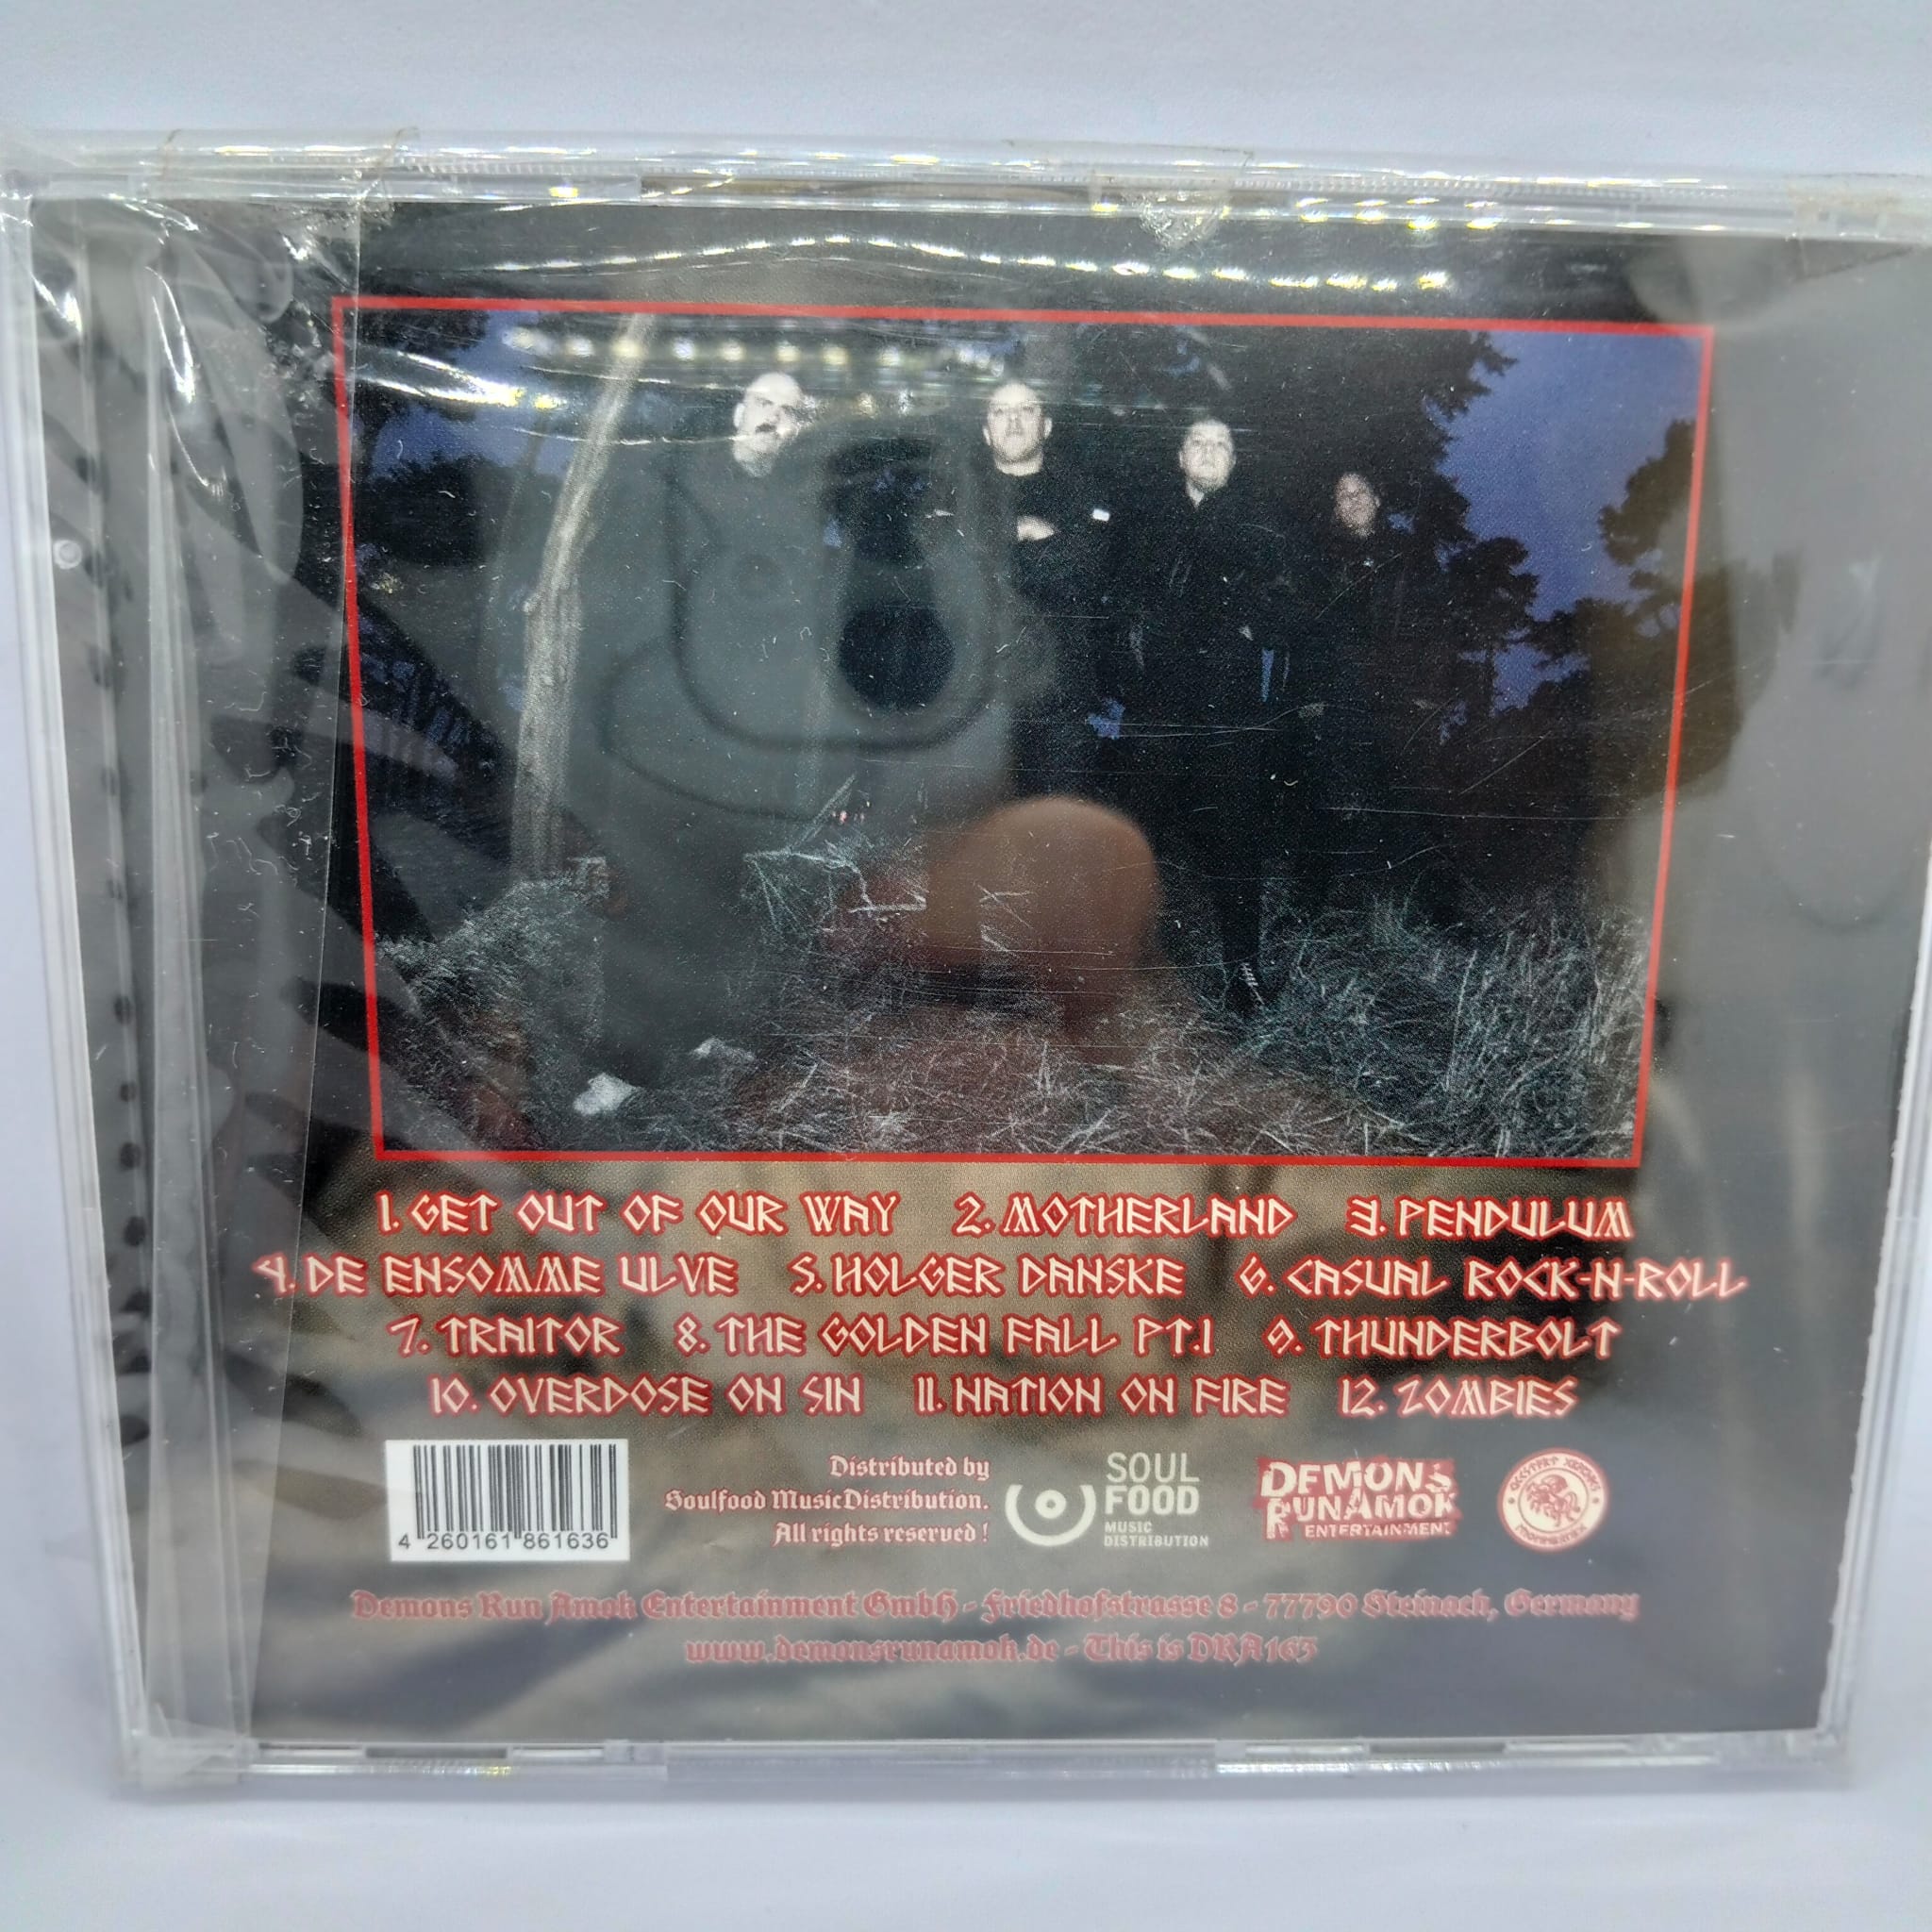 1. GET OUT OF OUR WAY 2. MOTHERLAND 3. PENDULUM
4. DE ENSOMME ULVE 5. HOLGER DANSKE 6. CASUAL ROCK-N-ROLL
7. TRAITOR 8. THE GOLDEN FALL PT.1 9. THUNDERBOLT
10. OVERDOSE ON SIN 11. NATION ON FIRE 12. ZOMBIES
4 260161 861636
Distributed by
Soulfood MusicDistribution.
All rights reserved !
SOUL
FOOD
MUSIC
DISTRIBUTION
DEMONS
RUN AMOK
ENTERTAINMENT
Demons Run Amok Entertainment GmbH - Friedhofstrasse 8 - 77790 Steinach, Germany
www.demonsrunamok.de - This is DRA163